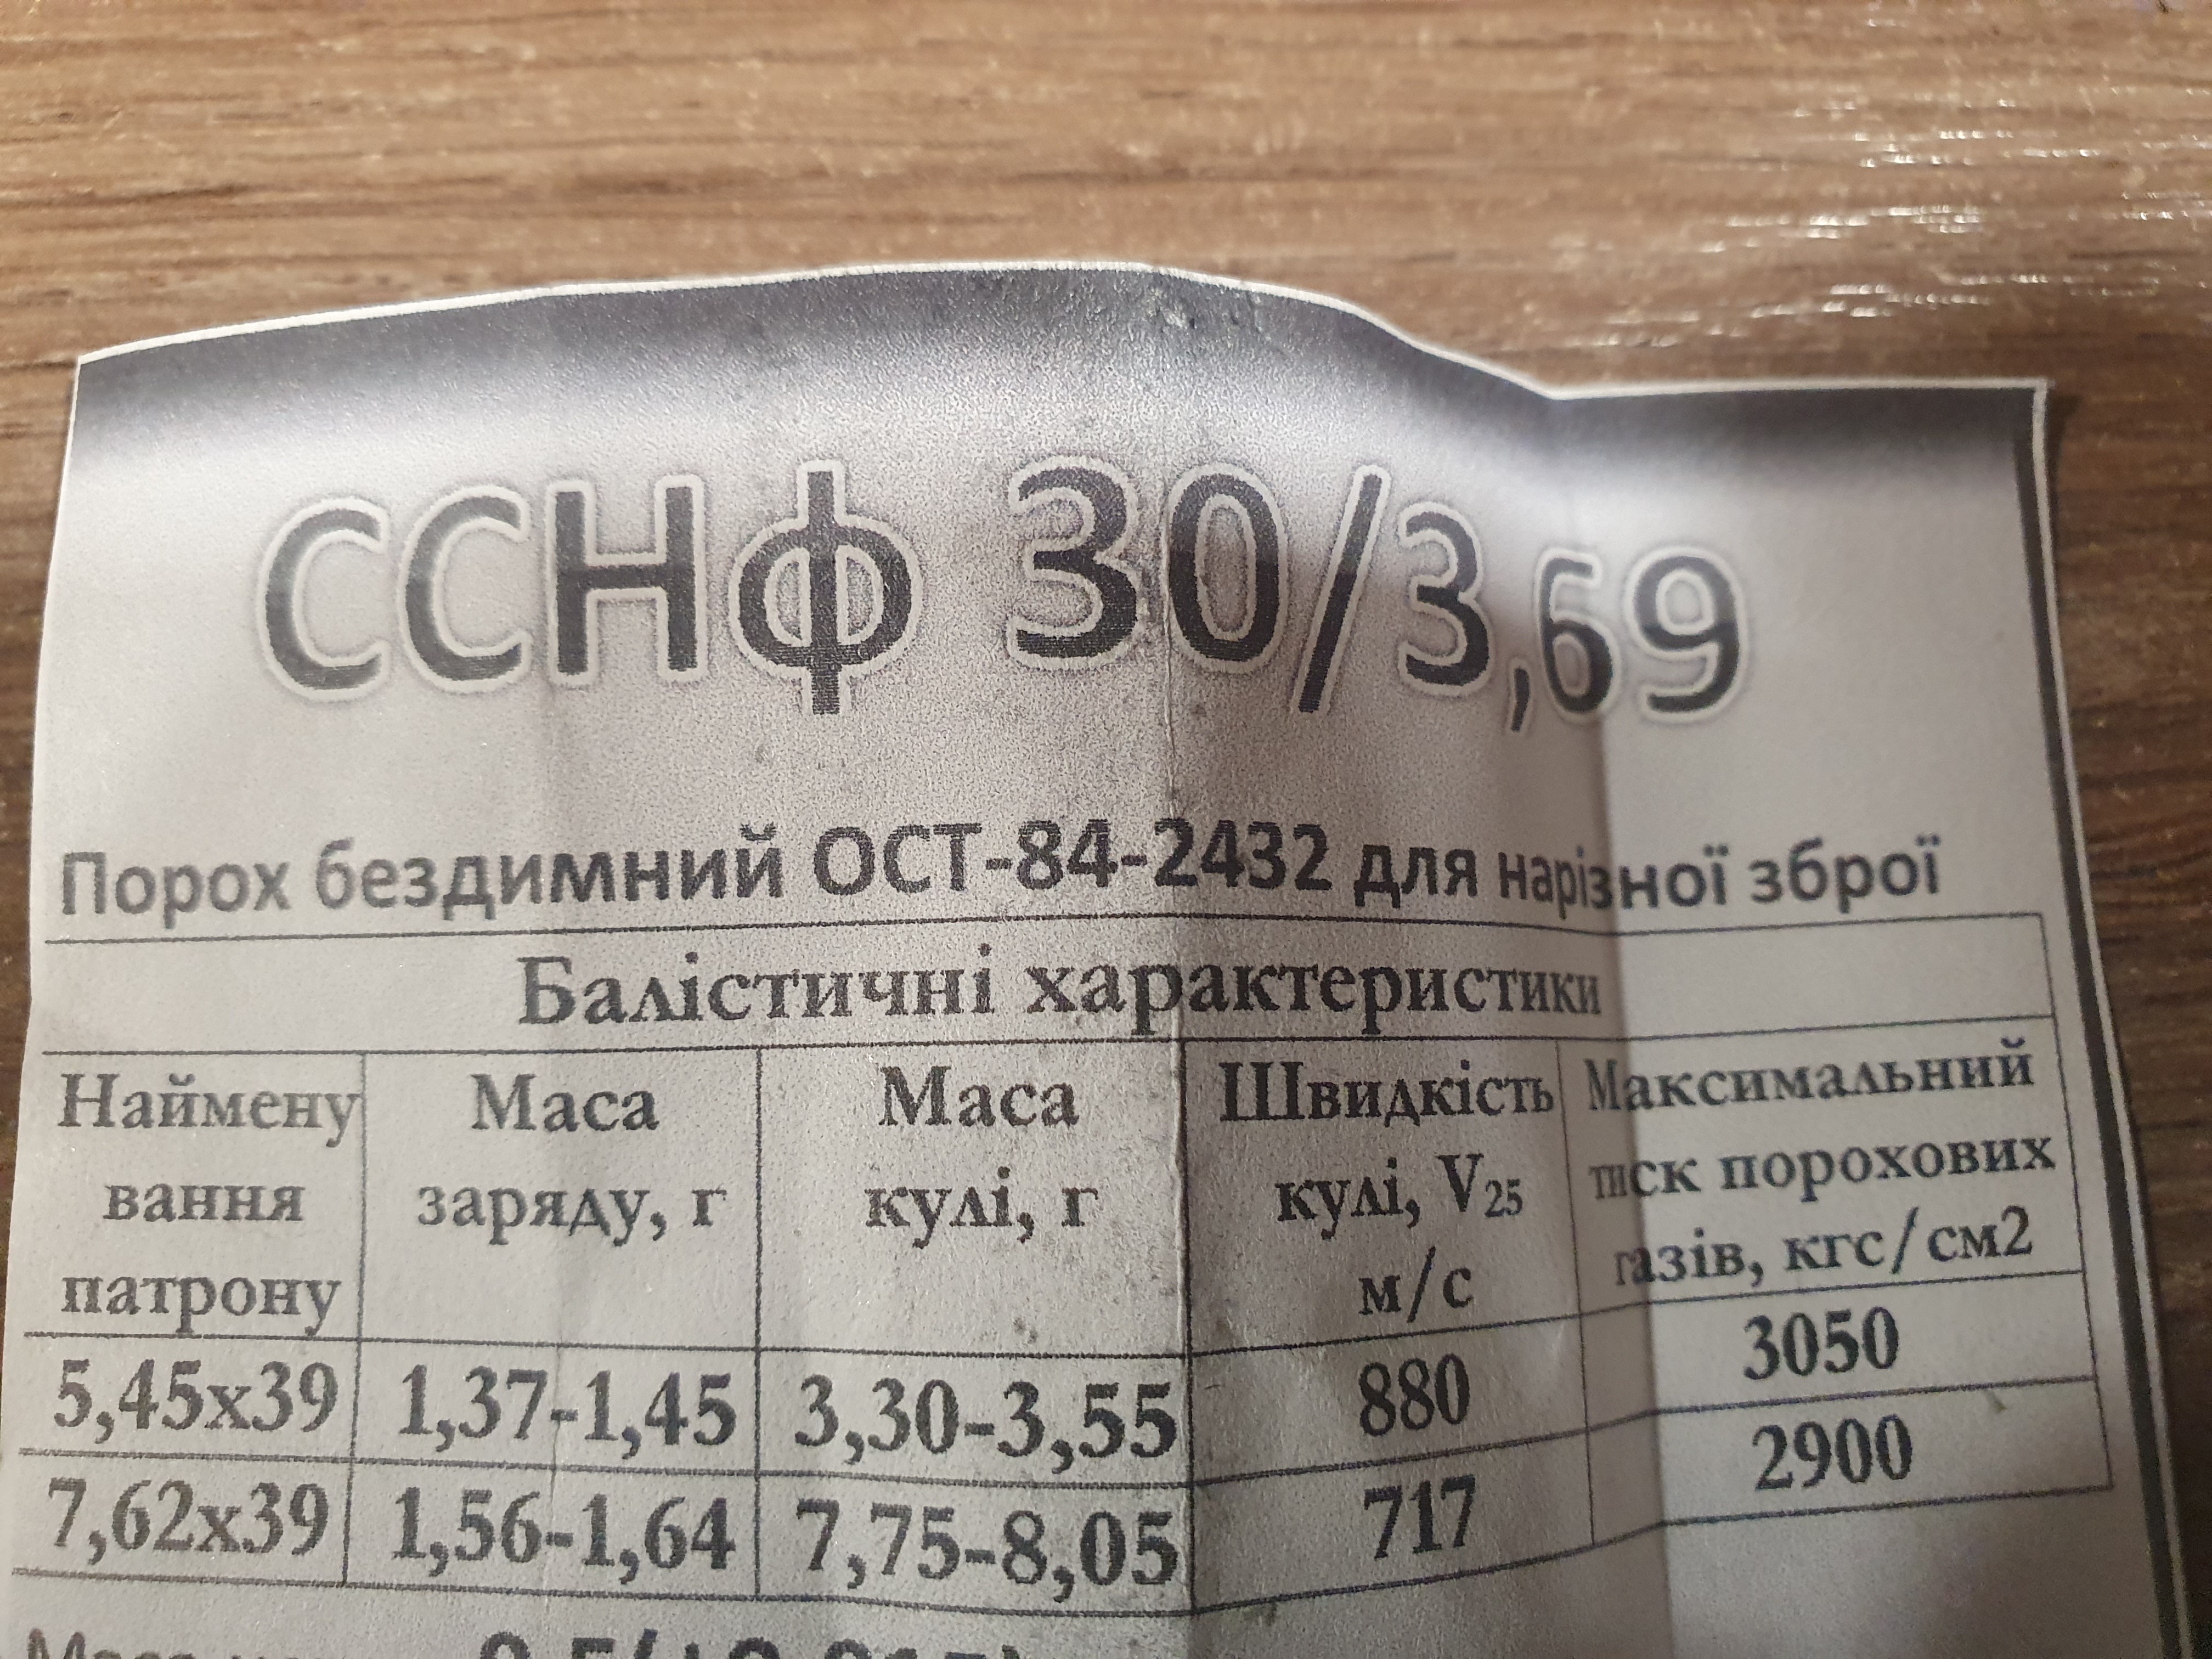 ССНф 30/3,69
Порох бездимний ОСТ-84-2432 для нарізної зброї
Балістичні характеристики
Наймену
вання
патрону
Маса
заряду, г
Маса
кулі, г
Швидкість
кулі, V25
м/с
Максимальний
тиск порохових
газів, кгс/см2
5,45х39 1,37-1,45 3,30-3,55 880 3050
7,62х39 1,56-1,64 7,75-8,05 717 2900